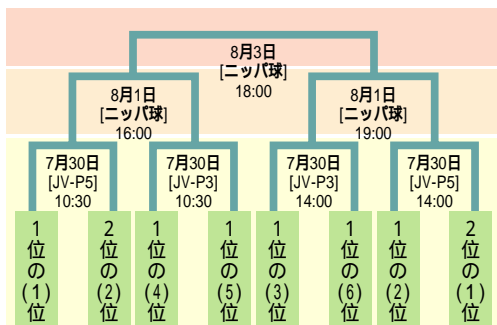 8月3日
[ニッパ球]
18:00
8月1日
[ニッパ球]
16:00
8月1日
[ニッパ球]
19:00
7月30日
[JV-P5]
10:30
7月30日
[JV-P3]
10:30
7月30日
[JV-P3]
14:00
7月30日
[JV-P5]
14:00
1位の(1)位
2位の(2)位
1位の(4)位
1位の(5)位
1位の(3)位
1位の(6)位
1位の(2)位
2位の(1)位